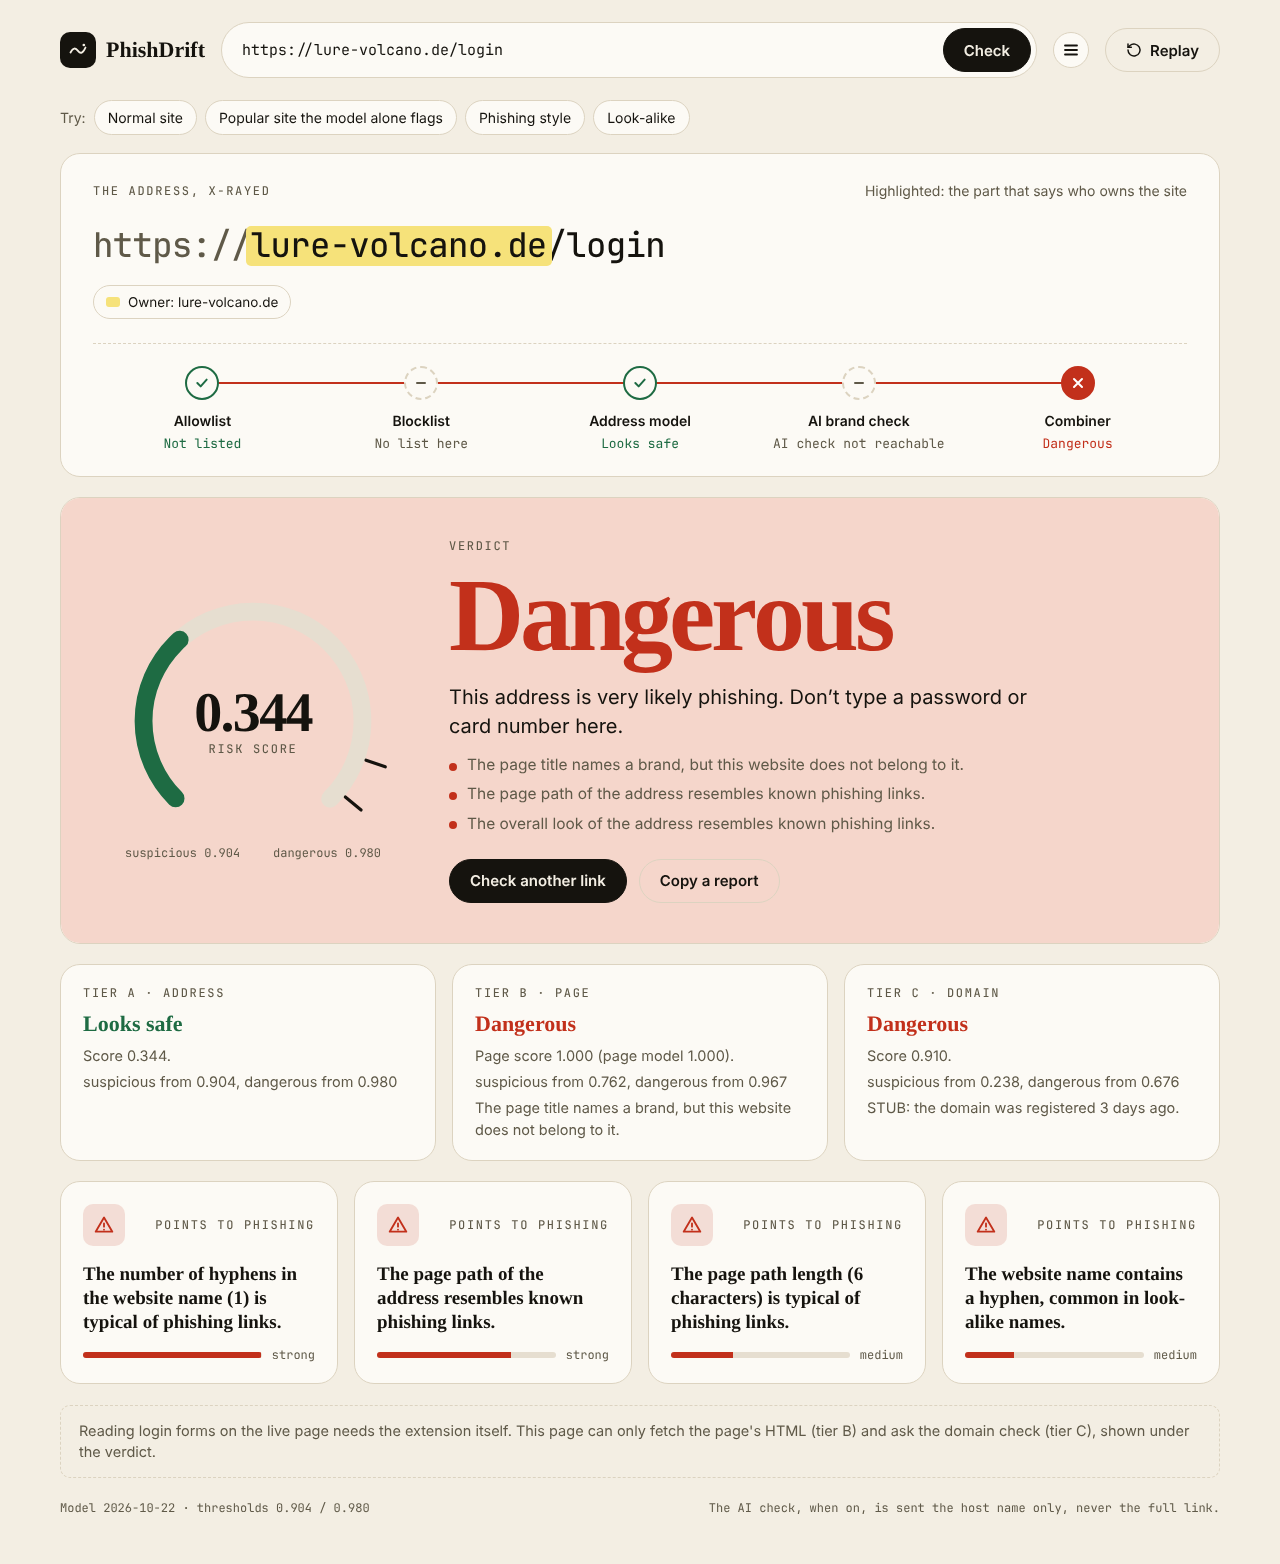 PhishDrift
https://lure-volcano.de/login
Check
Replay
Try:
Normal site
Popular site the model alone flags
Phishing style
Look-alike
THE ADDRESS, X-RAYED
Highlighted: the part that says who owns the site
https://lure-volcano.de/login
Owner: lure-volcano.de
Allowlist
Not listed
Blocklist
No list here
Address model
Looks safe
AI brand check
AI check not reachable
Combiner
Dangerous
0.344
RISK SCORE
suspicious 0.904
dangerous 0.980
VERDICT
Dangerous
This address is very likely phishing. Don’t type a password or
card number here.
The page title names a brand, but this website does not belong to it.
The page path of the address resembles known phishing links.
The overall look of the address resembles known phishing links.
Check another link
Copy a report
TIER A · ADDRESS
Looks safe
Score 0.344.
suspicious from 0.904, dangerous from 0.980
TIER B · PAGE
Dangerous
Page score 1.000 (page model 1.000).
suspicious from 0.762, dangerous from 0.967
The page title names a brand, but this website
does not belong to it.
TIER C · DOMAIN
Dangerous
Score 0.910.
suspicious from 0.238, dangerous from 0.676
STUB: the domain was registered 3 days ago.
POINTS TO PHISHING
The number of hyphens in
the website name (1) is
typical of phishing links.
strong
POINTS TO PHISHING
The page path of the
address resembles known
phishing links.
strong
POINTS TO PHISHING
The page path length (6
characters) is typical of
phishing links.
medium
POINTS TO PHISHING
The website name contains
a hyphen, common in look-
alike names.
medium
Reading login forms on the live page needs the extension itself. This page can only fetch the page's HTML (tier B) and ask the domain check (tier C), shown under
the verdict.
Model 2026-10-22 · thresholds 0.904 / 0.980
The AI check, when on, is sent the host name only, never the full link.